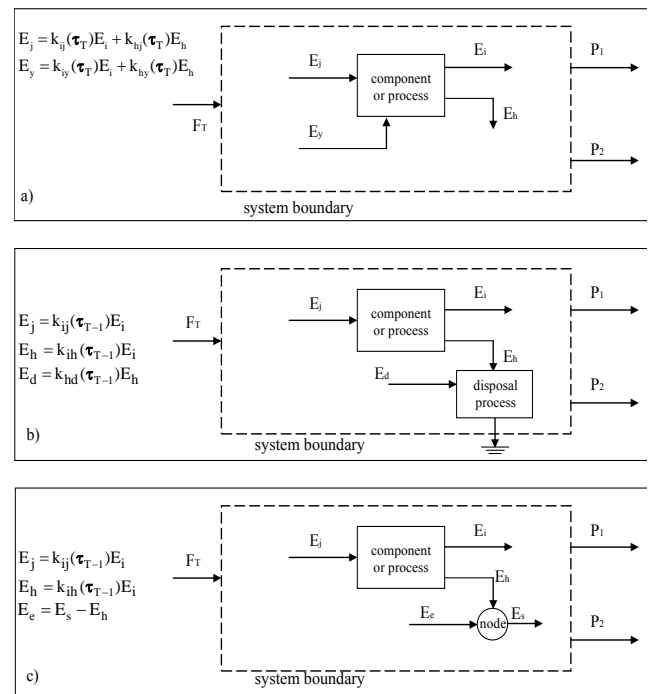 E_j = k_ij(τ_T)E_i + k_hj(τ_T)E_h
E_y = k_iy(τ_T)E_i + k_hy(τ_T)E_h
F_T
E_j
E_y
component
or process
E_i
E_h
P_1
P_2
system boundary
a)
E_j = k_ij(τ_T−1)E_i
E_h = k_ih(τ_T−1)E_i
E_d = k_hd(τ_T−1)E_h
F_T
E_j
component
or process
E_i
E_h
E_d
disposal
process
P_1
P_2
system boundary
b)
E_j = k_ij(τ_T−1)E_i
E_h = k_ih(τ_T−1)E_i
E_e = E_s − E_h
F_T
E_j
component
or process
E_i
E_h
E_e
node
E_s
P_1
P_2
system boundary
c)